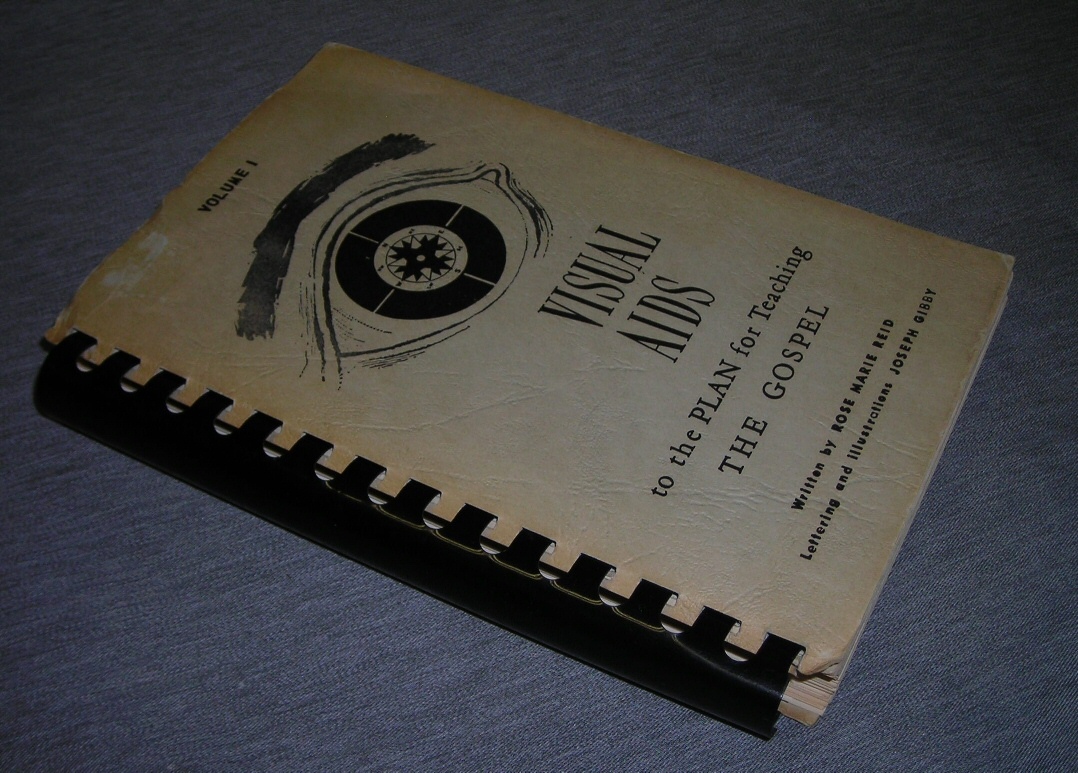 VOLUME I
VISUAL
AIDS
to the PLAN for Teaching
THE GOSPEL
Written by ROSE MARIE REID
Lettering and illustrations JOSEPH GIBBY